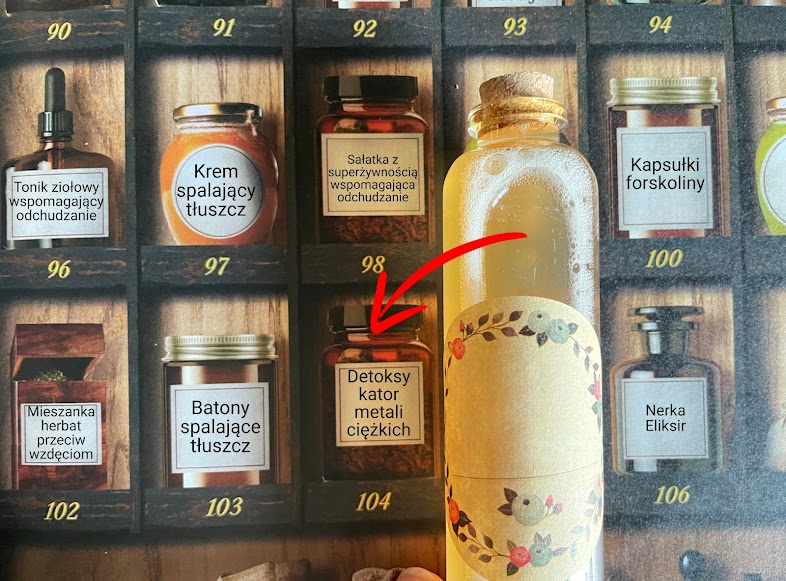 90
91
92
93
94
Tonik ziołowy
wspomagający
odchudzanie
Krem
spalający
tłuszcz
Sałatka z
superżywnością
wspomagająca
odchudzanie
Kapsułki
forskoliny
96
97
98
100
Mieszanka
herbat
przeciw
wzdęciom
Batony
spalające
tłuszcz
Detoksy
kator
metali
ciężkich
Nerka
Eliksir
102
103
104
106